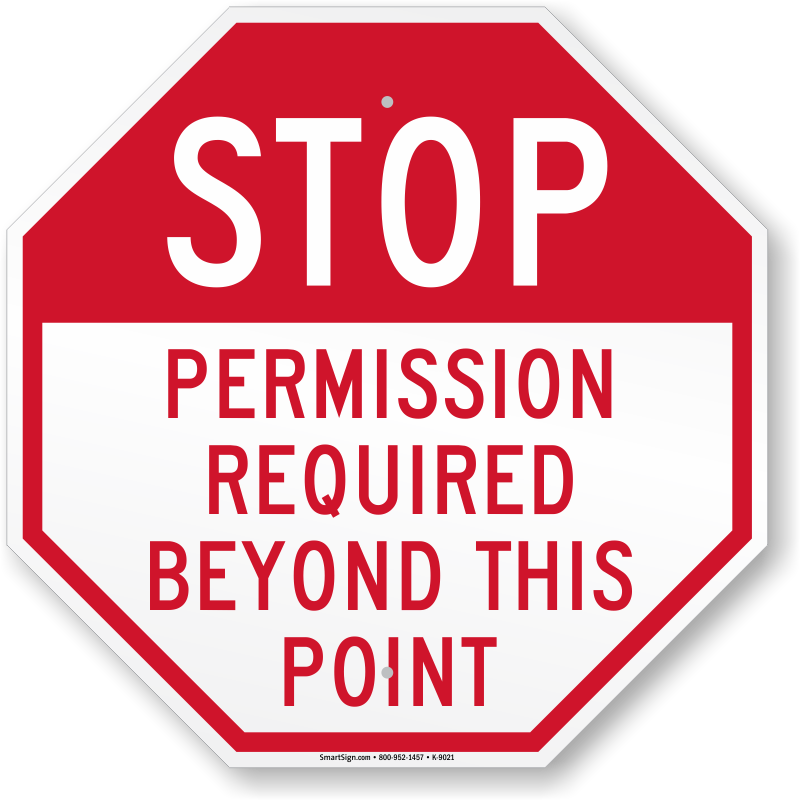 STOP
PERMISSION
REQUIRED
BEYOND THIS
POINT
SmartSign.com • 800-952-1457 • K-9021